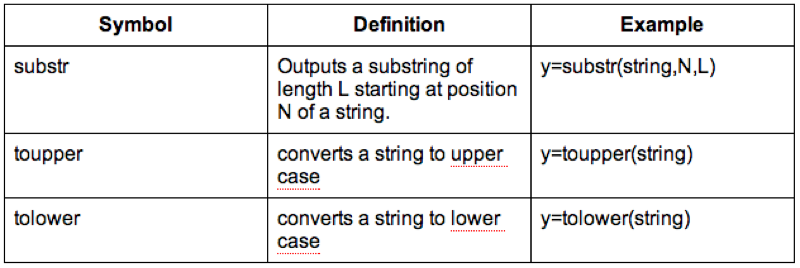 Symbol Definition Example
substr Outputs a substring of y=substr(string,N,L)
length L starting at position
N of a string.
toupper converts a string to upper y=toupper(string)
case
tolower converts a string to lower y=tolower(string)
case